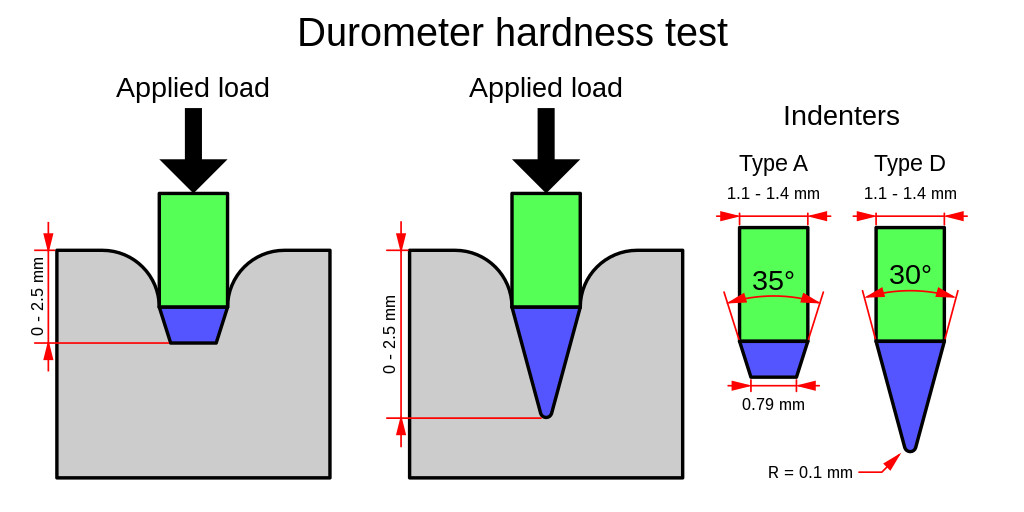 Durometer hardness test
Applied load
Applied load
Indenters
Type A
Type D
1.1 - 1.4 mm
1.1 - 1.4 mm
0 - 2.5 mm
0 - 2.5 mm
35°
30°
0.79 mm
R = 0.1 mm